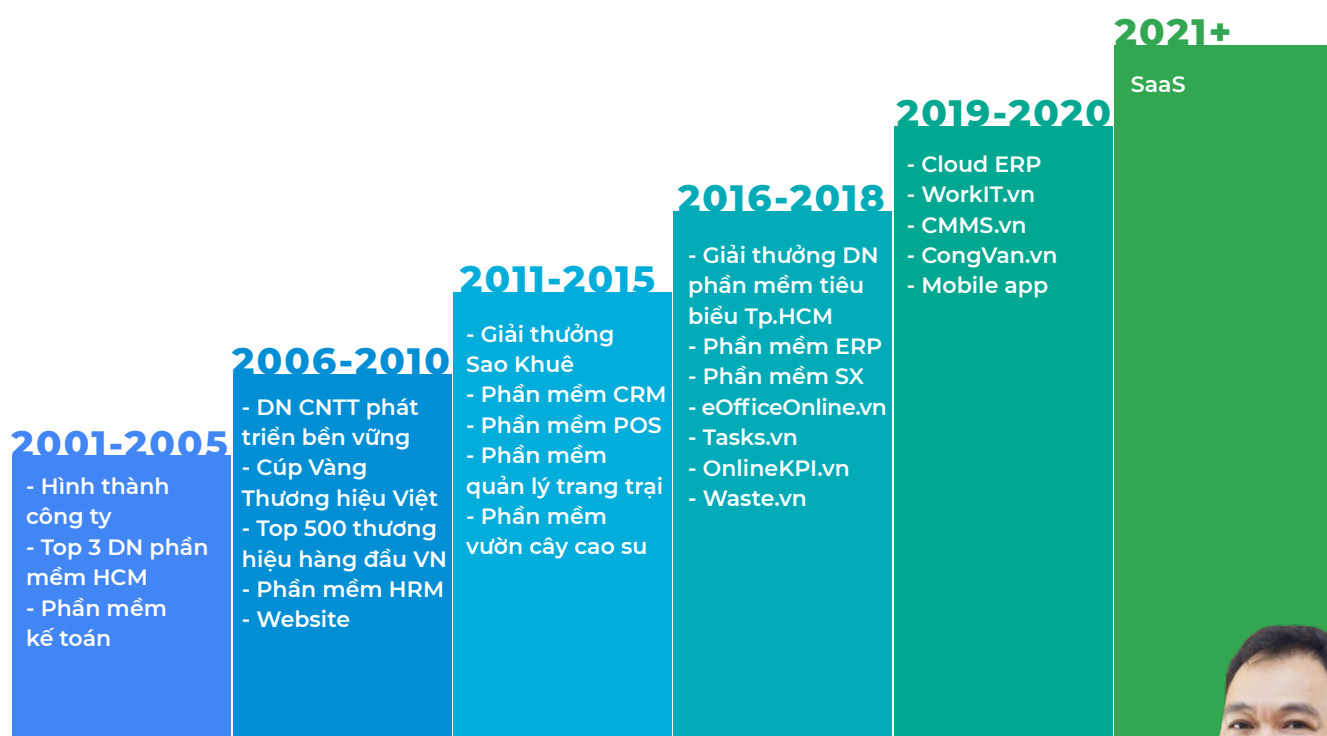 2001-2005
- Hình thành
công ty
- Top 3 DN phần
mềm HCM
- Phần mềm
kế toán
2006-2010
- DN CNTT phát
triển bền vững
- Cúp Vàng
Thương hiệu Việt
- Top 500 thương
hiệu hàng đầu VN
- Phần mềm HRM
- Website
2011-2015
- Giải thưởng
Sao Khuê
- Phần mềm CRM
- Phần mềm POS
- Phần mềm
quản lý trang trại
- Phần mềm
vườn cây cao su
2016-2018
- Giải thưởng DN
phần mềm tiêu
biểu Tp.HCM
- Phần mềm ERP
- Phần mềm SX
- eOfficeOnline.vn
- Tasks.vn
- OnlineKPI.vn
- Waste.vn
2019-2020
- Cloud ERP
- WorkIT.vn
- CMMS.vn
- CongVan.vn
- Mobile app
2021+
SaaS